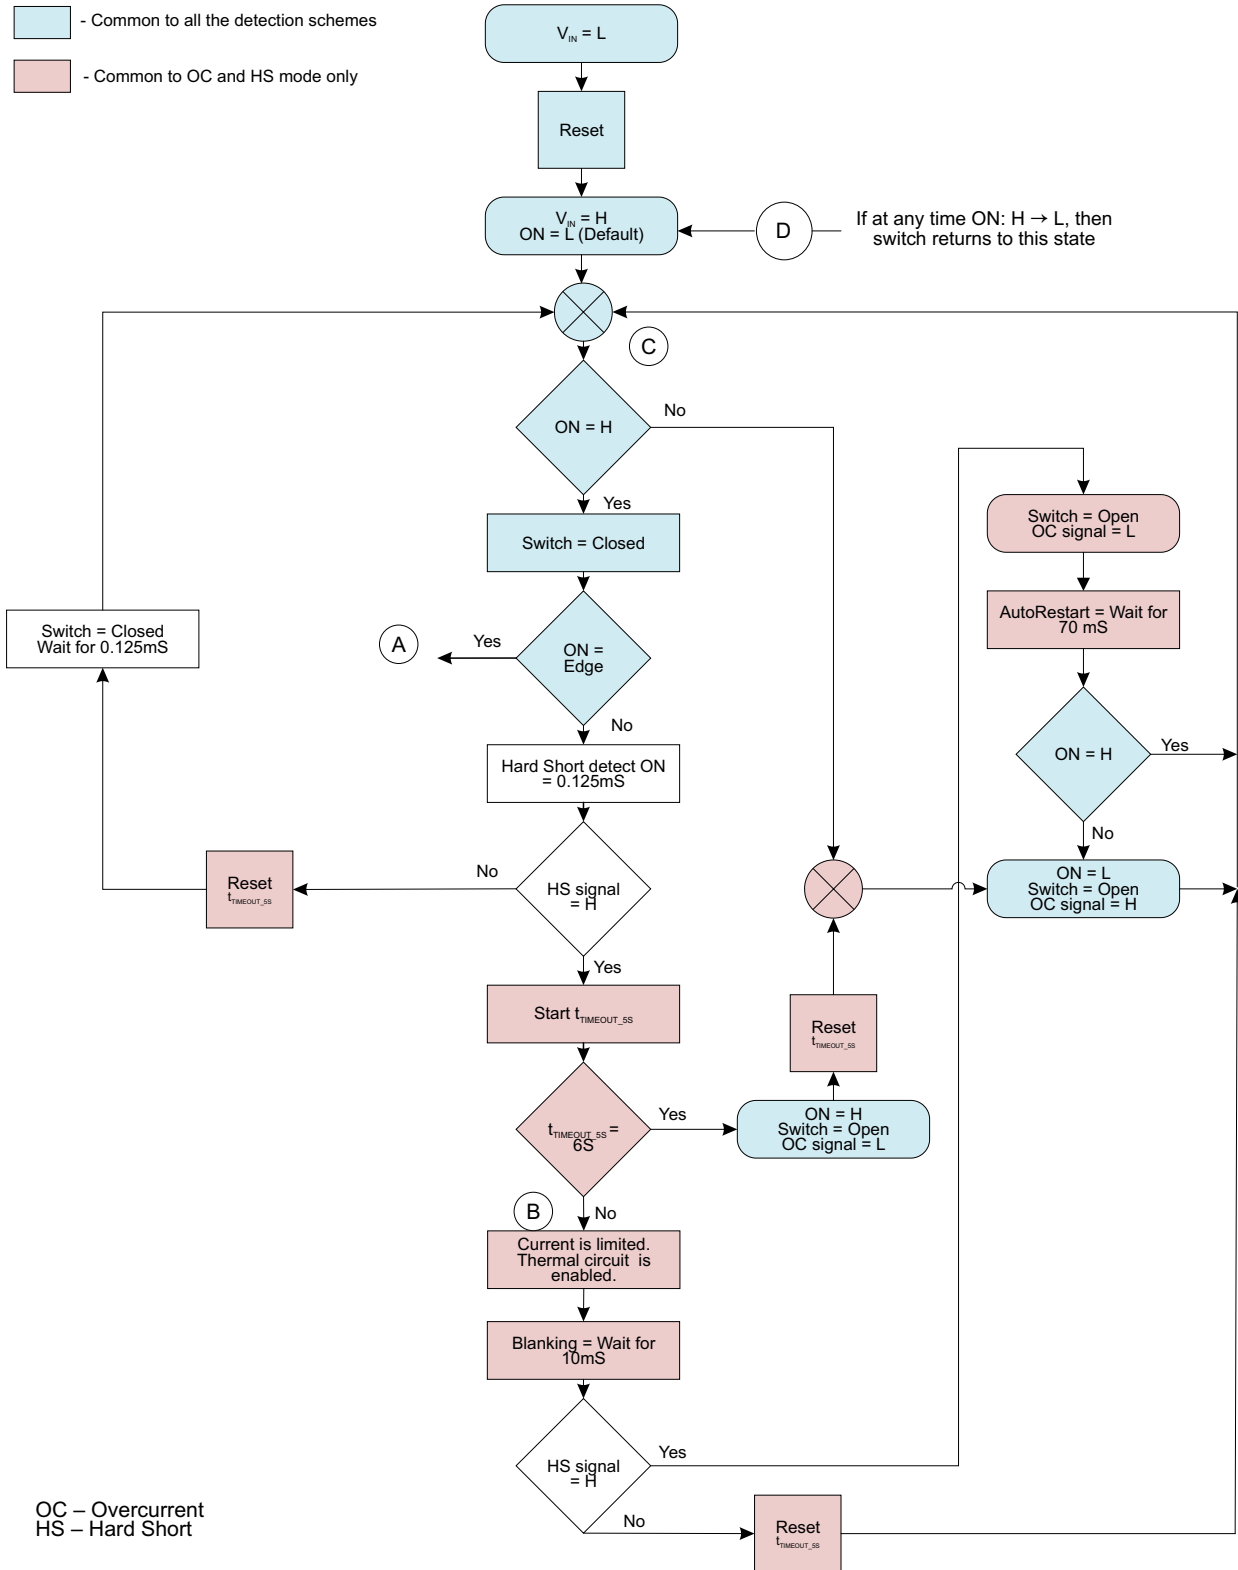 - Common to all the detection schemes
- Common to OC and HS mode only
VIN = L
Reset
VIN = H
ON = L (Default)
D
If at any time ON: H → L, then
switch returns to this state
C
ON = H
No
Yes
Switch = Closed
Switch = Open
OC signal = L
AutoRestart = Wait for
70 mS
Switch = Closed
Wait for 0.125mS
A
Yes
ON =
Edge
No
ON = H
Yes
No
Hard Short detect ON
= 0.125mS
Reset
tTIMEOUT_5S
No
HS signal
= H
Yes
ON = L
Switch = Open
OC signal = H
Start tTIMEOUT_5S
Reset
tTIMEOUT_5S
tTIMEOUT_5S =
6S
Yes
ON = H
Switch = Open
OC signal = L
B
No
Current is limited.
Thermal circuit is
enabled.
Blanking = Wait for
10mS
HS signal
= H
Yes
No
Reset
tTIMEOUT_5S
OC – Overcurrent
HS – Hard Short